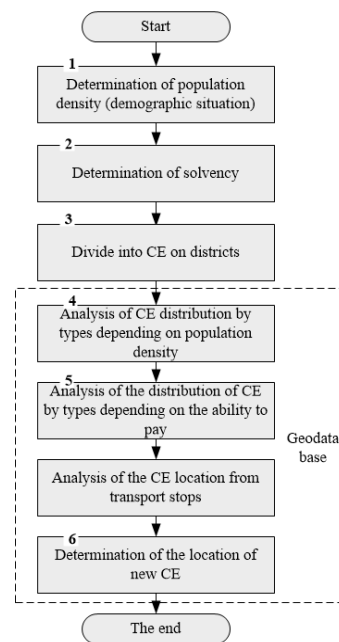 Start
1
Determination of population
density (demographic situation)
2
Determination of solvency
3
Divide into CE on districts
4
Analysis of CE distribution by
types depending on population
density
5
Analysis of the distribution of CE
by types depending on the ability to
pay
Geodata
base
Analysis of the CE location from
transport stops
6
Determination of the location of
new CE
The end